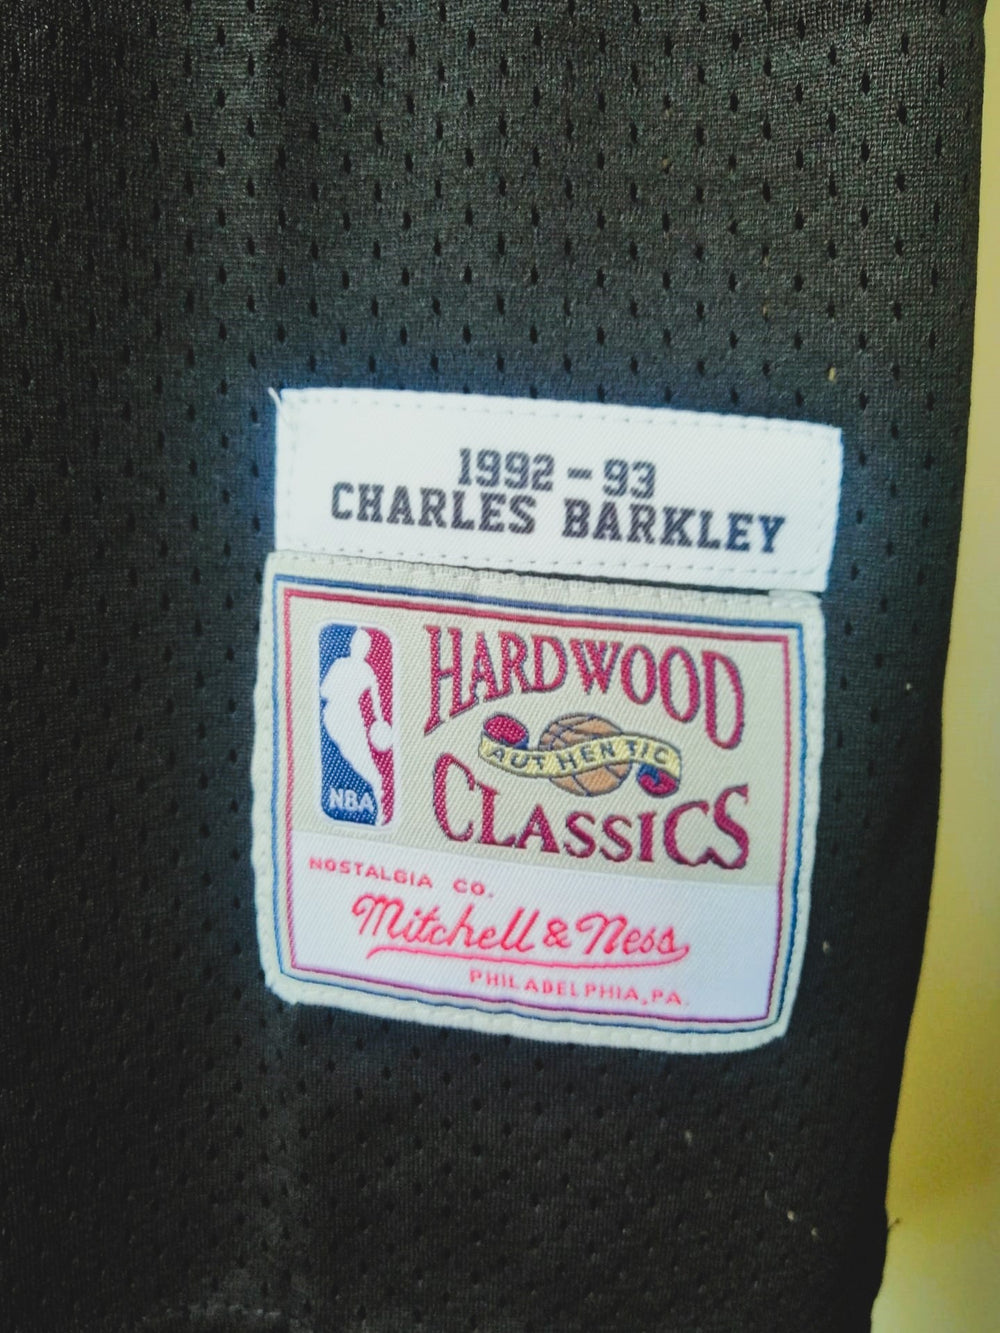 1992 - 93
CHARLES BARKLEY
NBA
HARDWOOD
AUTHENTIC
CLASSICS
NOSTALGIA CO.
Mitchell & Ness
PHILADELPHIA, PA.